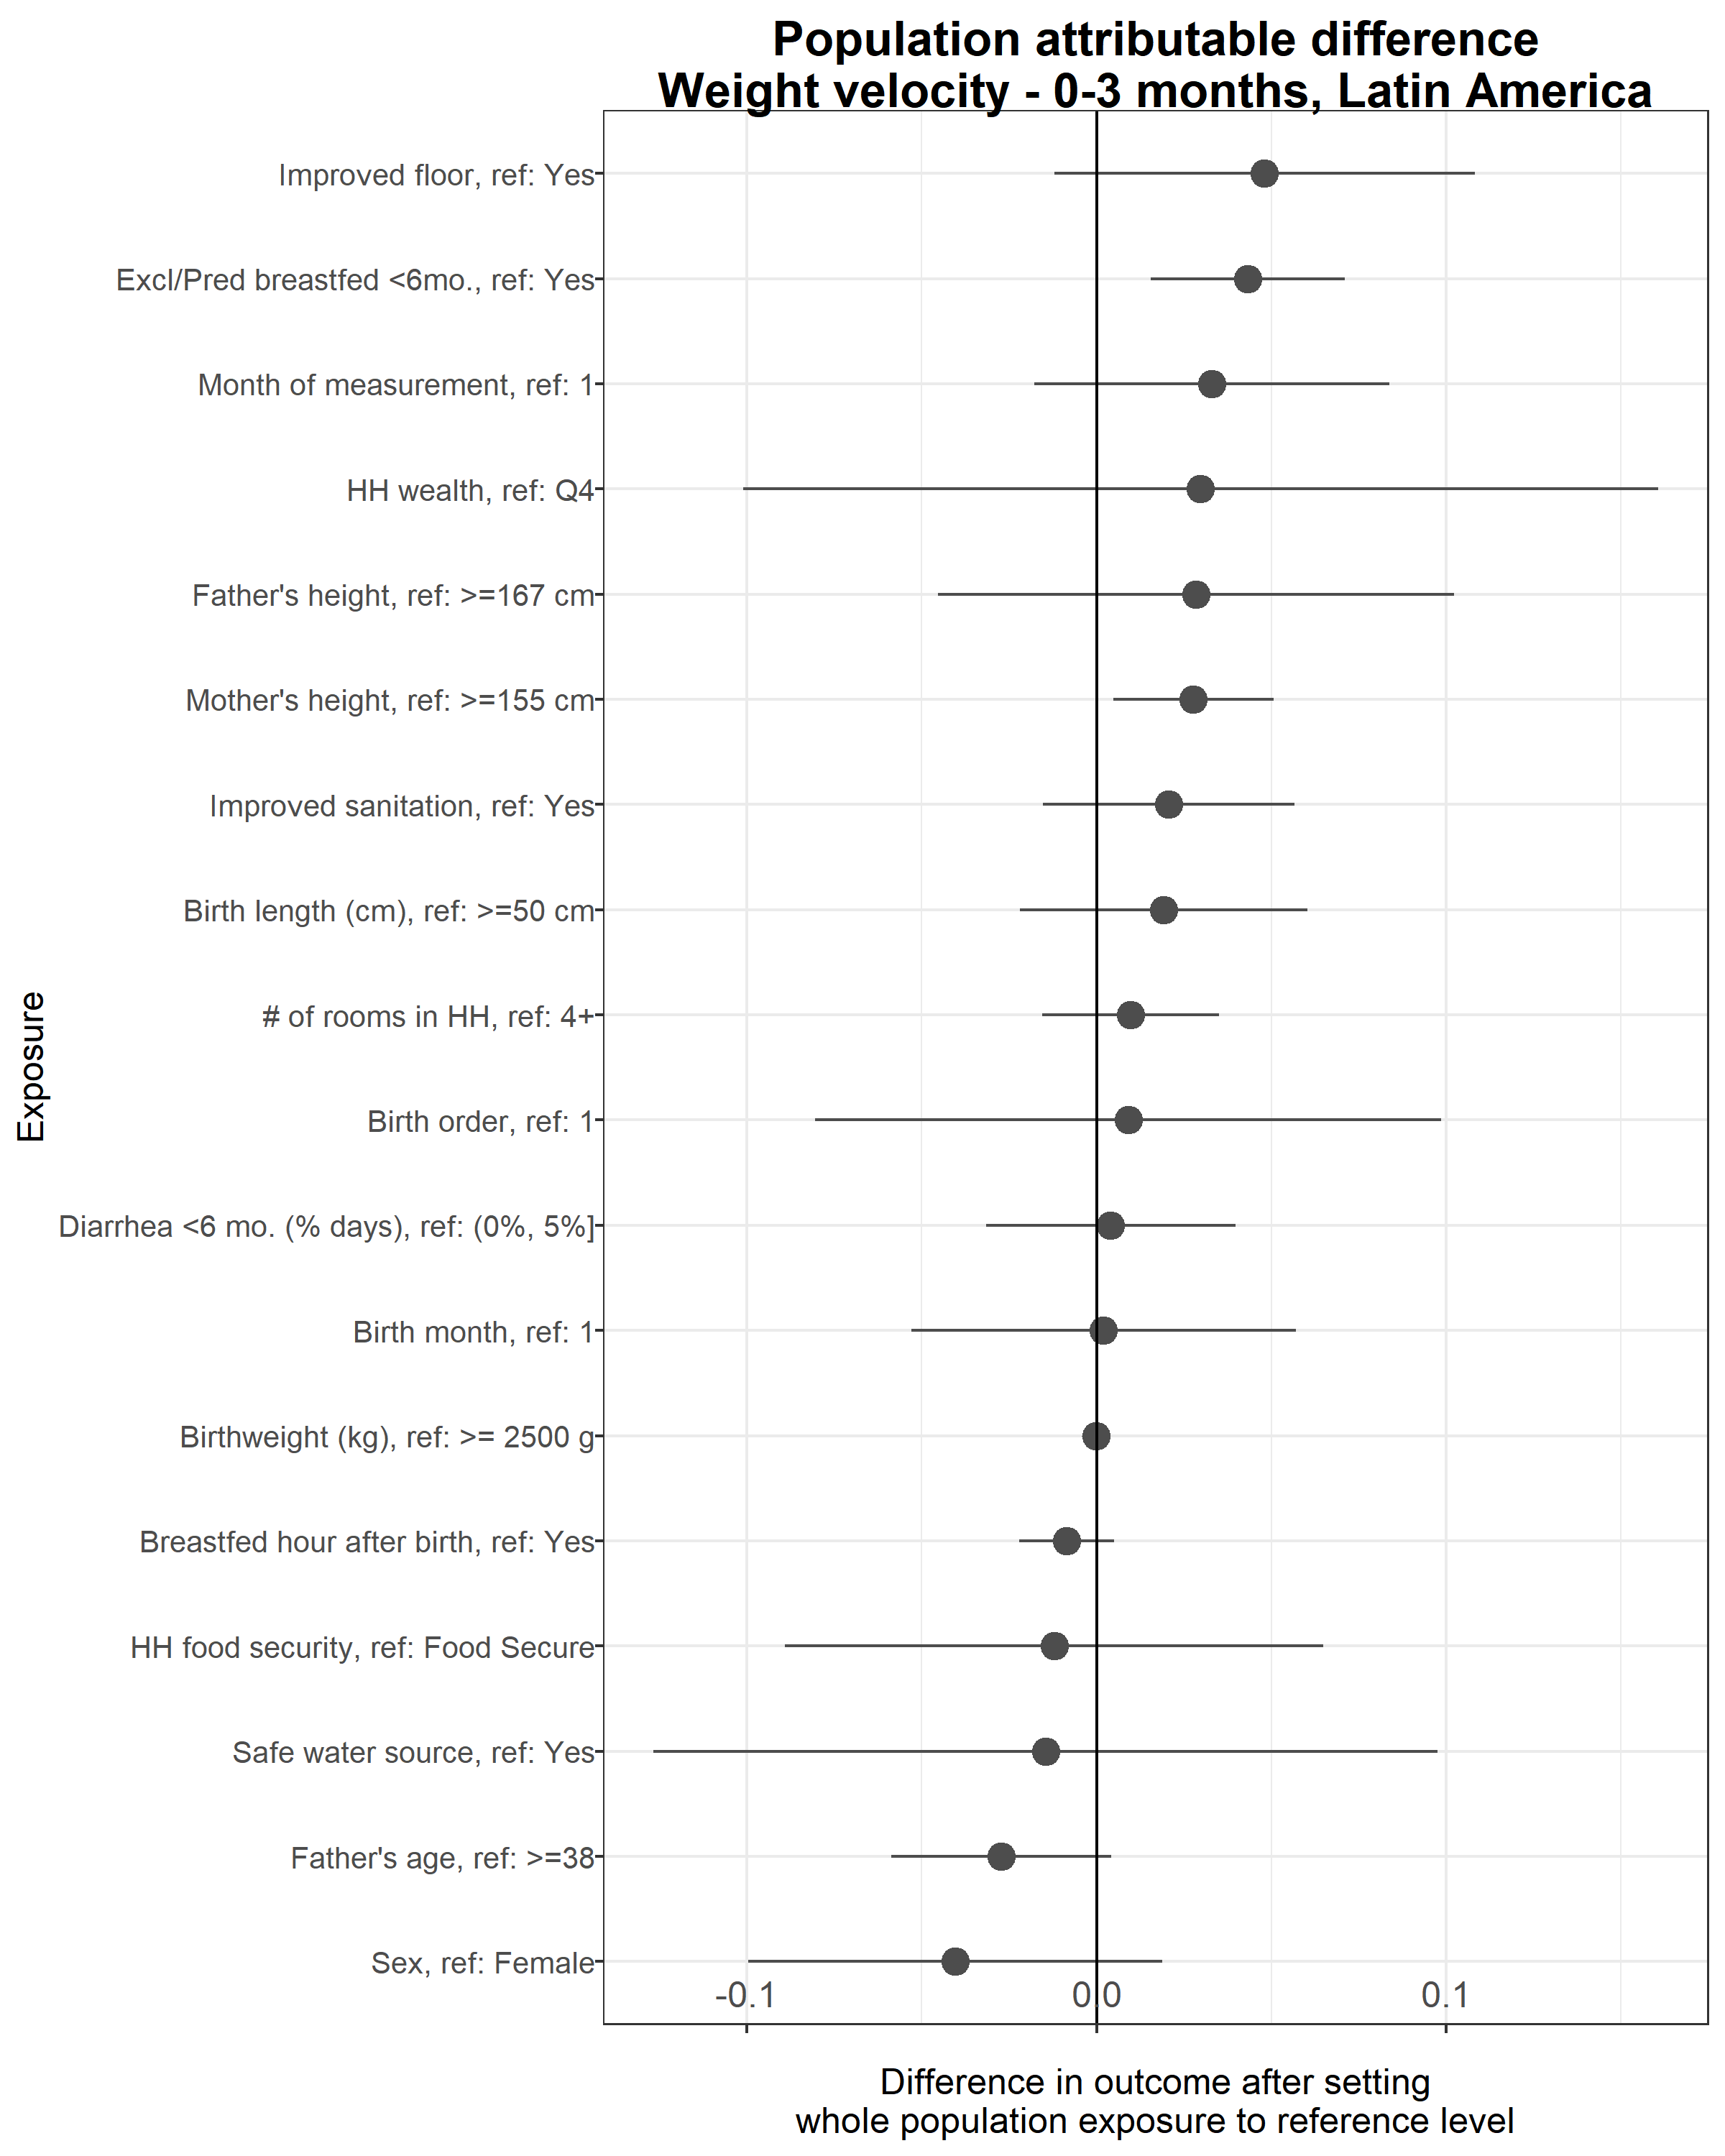 Population attributable difference
Weight velocity - 0-3 months, Latin America
Improved floor, ref: Yes
Excl/Pred breastfed <6mo., ref: Yes
Month of measurement, ref: 1
HH wealth, ref: Q4
Father's height, ref: >=167 cm
Mother's height, ref: >=155 cm
Improved sanitation, ref: Yes
Birth length (cm), ref: >=50 cm
# of rooms in HH, ref: 4+
Birth order, ref: 1
Diarrhea <6 mo. (% days), ref: (0%, 5%]
Birth month, ref: 1
Birthweight (kg), ref: >= 2500 g
Breastfed hour after birth, ref: Yes
HH food security, ref: Food Secure
Safe water source, ref: Yes
Father's age, ref: >=38
Sex, ref: Female
Exposure
-0.1 0.0 0.1
Difference in outcome after setting
whole population exposure to reference level